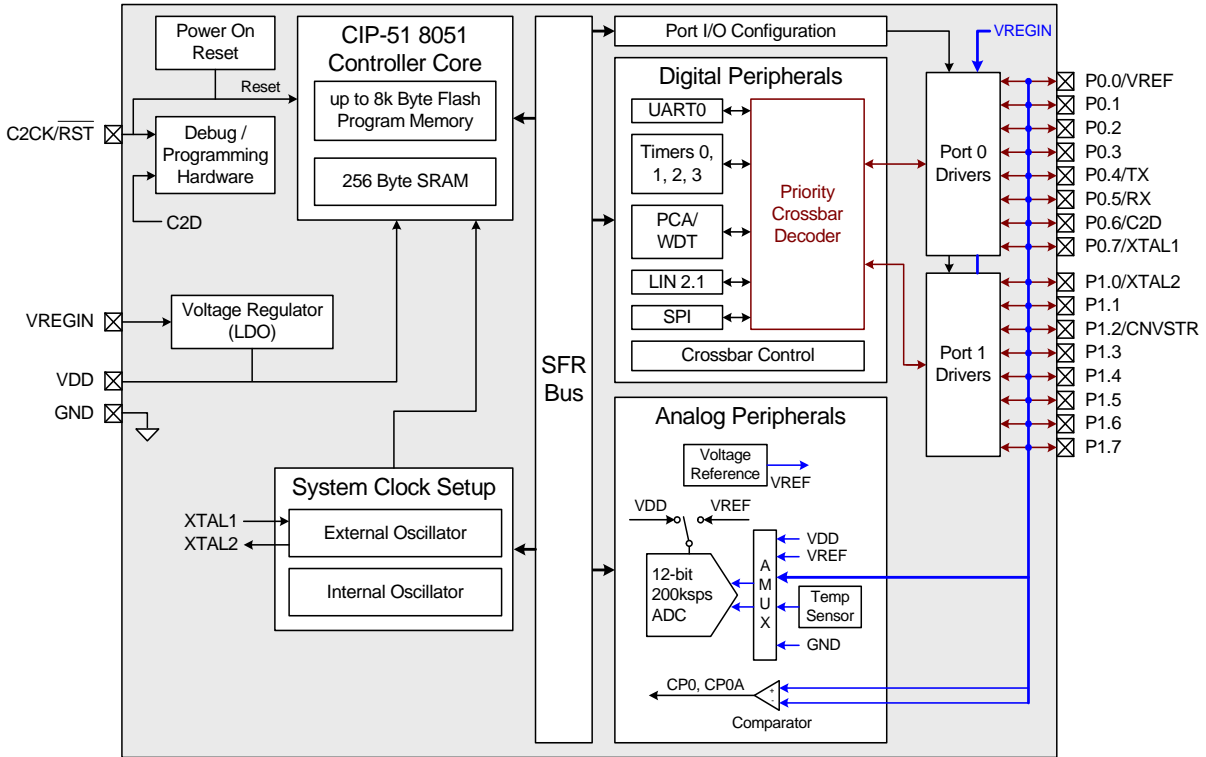 Power On
Reset
Reset
C2CK/RST
Debug /
Programming
Hardware
C2D
CIP-51 8051
Controller Core
up to 8k Byte Flash
Program Memory
256 Byte SRAM
VREGIN
Voltage Regulator
(LDO)
VDD
GND
System Clock Setup
XTAL1
XTAL2
External Oscillator
Internal Oscillator
SFR
Bus
Port I/O Configuration
Digital Peripherals
UART0
Timers 0,
1, 2, 3
PCA/
WDT
LIN 2.1
SPI
Priority
Crossbar
Decoder
Crossbar Control
Analog Peripherals
Voltage
Reference
VREF
VDD
VREF
12-bit
200ksps
ADC
A
M
U
X
VDD
VREF
Temp
Sensor
GND
CP0, CP0A
+
-
Comparator
VREGIN
Port 0
Drivers
Port 1
Drivers
P0.0/VREF
P0.1
P0.2
P0.3
P0.4/TX
P0.5/RX
P0.6/C2D
P0.7/XTAL1
P1.0/XTAL2
P1.1
P1.2/CNVSTR
P1.3
P1.4
P1.5
P1.6
P1.7